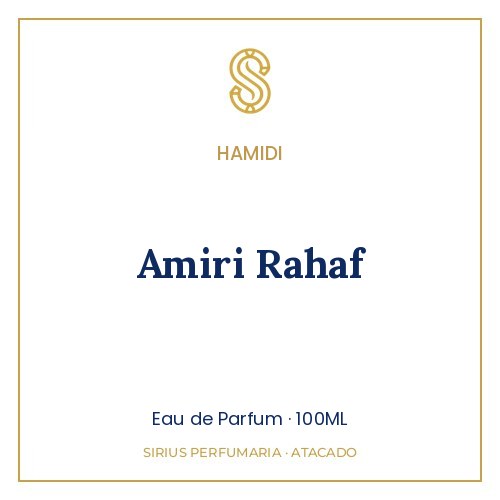 HAMIDI
Amiri Rahaf
Eau de Parfum · 100ML
SIRIUS PERFUMARIA · ATACADO